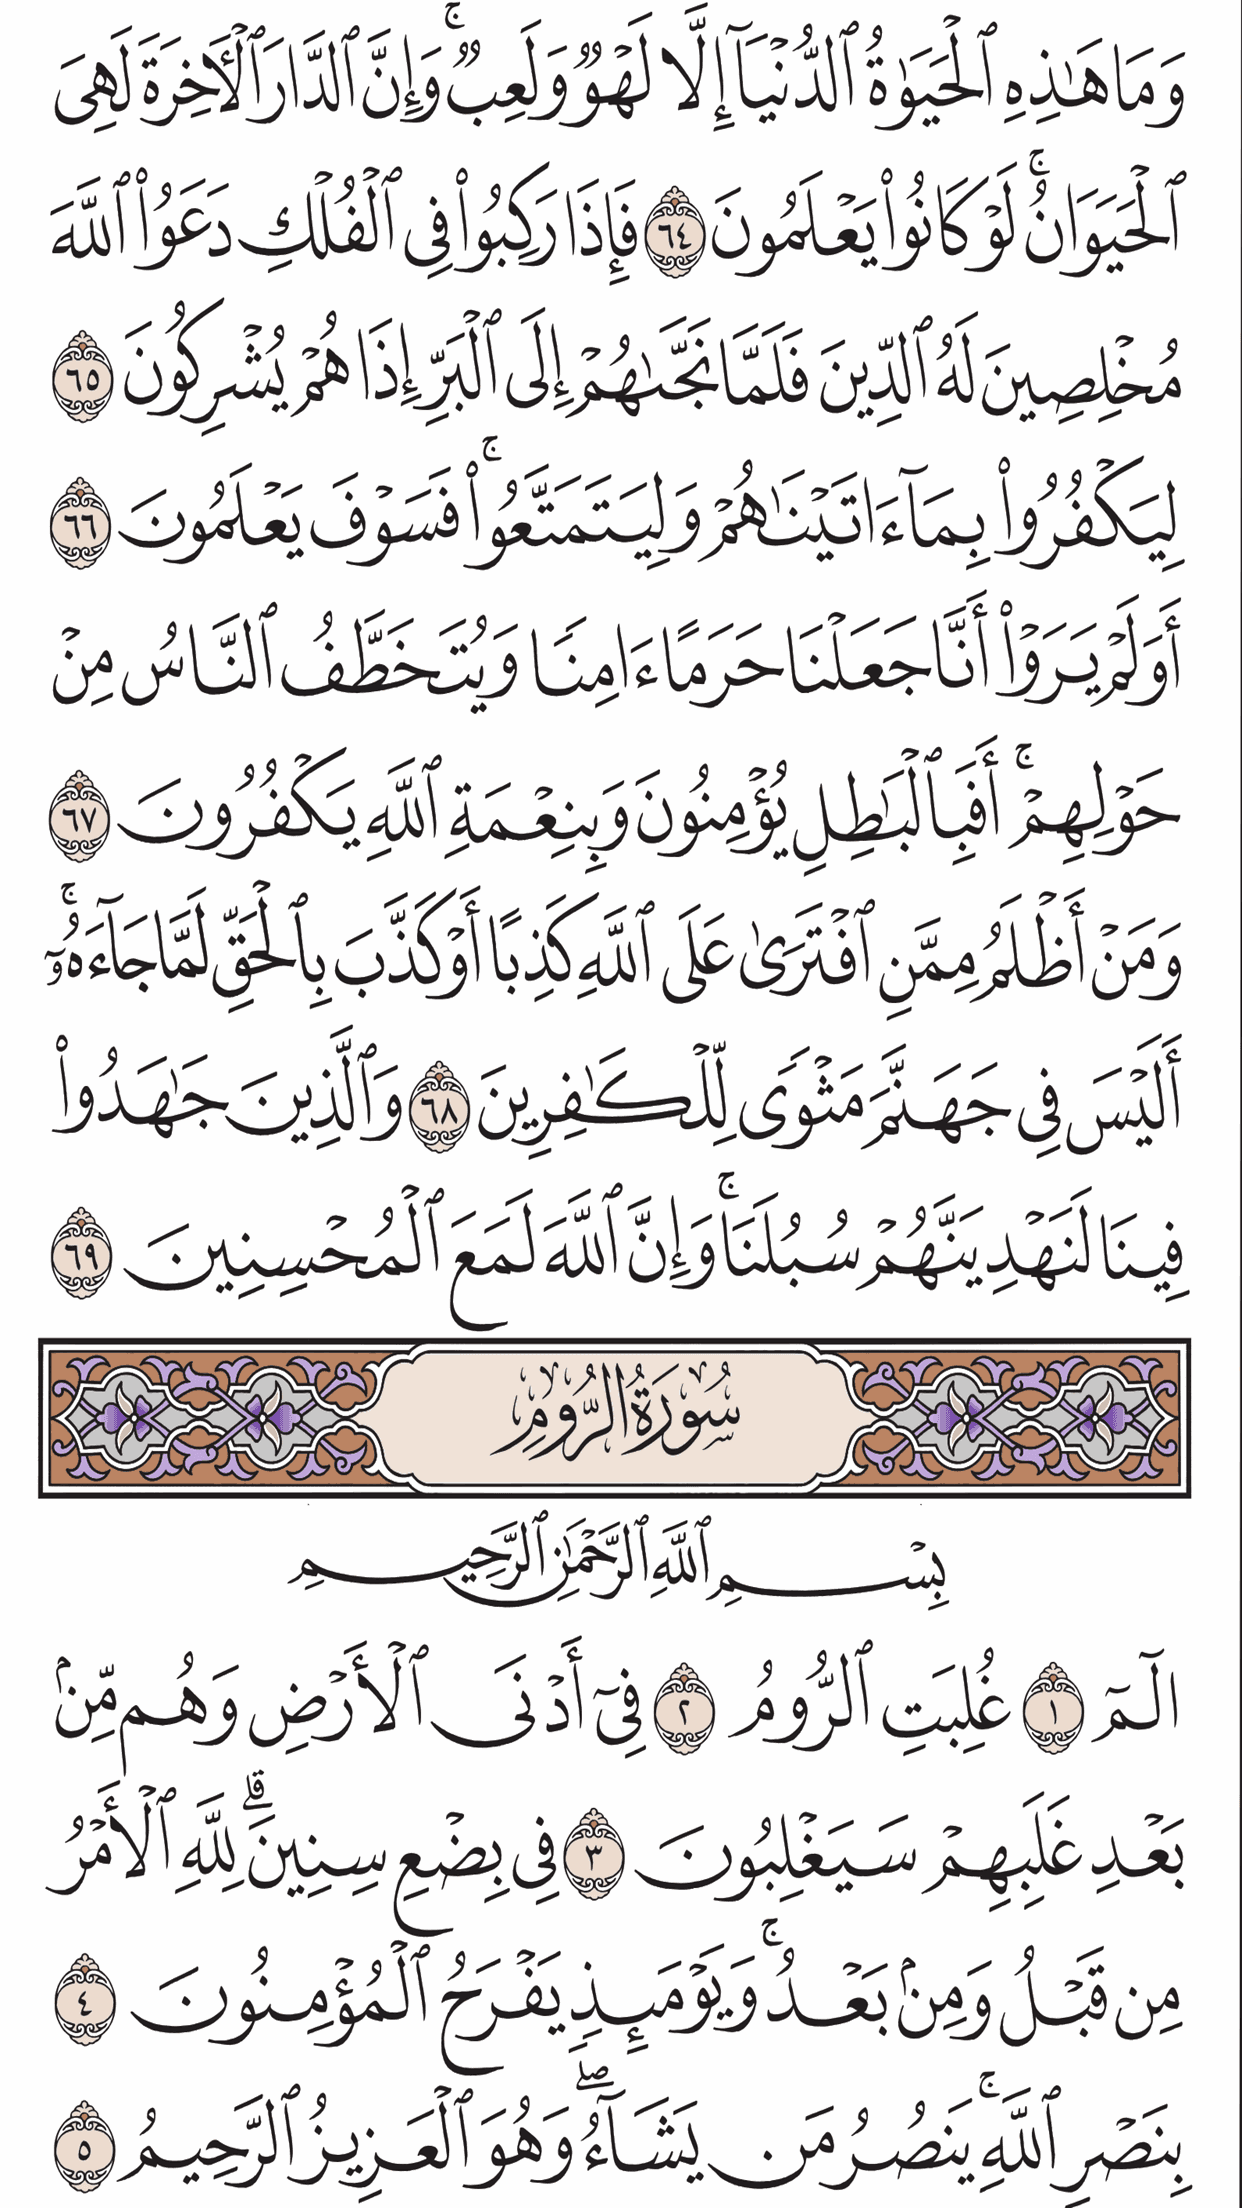 وَمَا هَـٰذِهِ ٱلْحَيَوٰةُ ٱلدُّنْيَآ إِلَّا لَهْوٌ وَلَعِبٌ ۚ وَإِنَّ ٱلدَّارَ ٱلْـَٔاخِرَةَ لَهِىَ
ٱلْحَيَوَانُ ۚ لَوْ كَانُوا۟ يَعْلَمُونَ ٦٤ فَإِذَا رَكِبُوا۟ فِى ٱلْفُلْكِ دَعَوُا۟ ٱللَّهَ
مُخْلِصِينَ لَهُ ٱلدِّينَ فَلَمَّا نَجَّىٰهُمْ إِلَى ٱلْبَرِّ إِذَا هُمْ يُشْرِكُونَ ٦٥
لِيَكْفُرُوا۟ بِمَآ ءَاتَيْنَـٰهُمْ وَلِيَتَمَتَّعُوا۟ ۚ فَسَوْفَ يَعْلَمُونَ ٦٦
أَوَلَمْ يَرَوْا۟ أَنَّا جَعَلْنَا حَرَمًا ءَامِنًا وَيُتَخَطَّفُ ٱلنَّاسُ مِنْ
حَوْلِهِمْ ۚ أَفَبِٱلْبَـٰطِلِ يُؤْمِنُونَ وَبِنِعْمَةِ ٱللَّهِ يَكْفُرُونَ ٦٧
وَمَنْ أَظْلَمُ مِمَّنِ ٱفْتَرَىٰ عَلَى ٱللَّهِ كَذِبًا أَوْ كَذَّبَ بِٱلْحَقِّ لَمَّا جَآءَهُۥٓ ۚ
أَلَيْسَ فِى جَهَنَّمَ مَثْوًى لِّلْكَـٰفِرِينَ ٦٨ وَٱلَّذِينَ جَـٰهَدُوا۟
فِينَا لَنَهْدِيَنَّهُمْ سُبُلَنَا ۚ وَإِنَّ ٱللَّهَ لَمَعَ ٱلْمُحْسِنِينَ ٦٩
سُورَةُ الرُّومِ
بِسْمِ ٱللَّهِ ٱلرَّحْمَـٰنِ ٱلرَّحِيمِ
الٓمٓ ١ غُلِبَتِ ٱلرُّومُ ٢ فِىٓ أَدْنَى ٱلْأَرْضِ وَهُم مِّنۢ
بَعْدِ غَلَبِهِمْ سَيَغْلِبُونَ ٣ فِى بِضْعِ سِنِينَ ۗ لِلَّهِ ٱلْأَمْرُ
مِن قَبْلُ وَمِنۢ بَعْدُ ۚ وَيَوْمَئِذٍ يَفْرَحُ ٱلْمُؤْمِنُونَ ٤
بِنَصْرِ ٱللَّهِ ۚ يَنصُرُ مَن يَشَآءُ ۖ وَهُوَ ٱلْعَزِيزُ ٱلرَّحِيمُ ٥